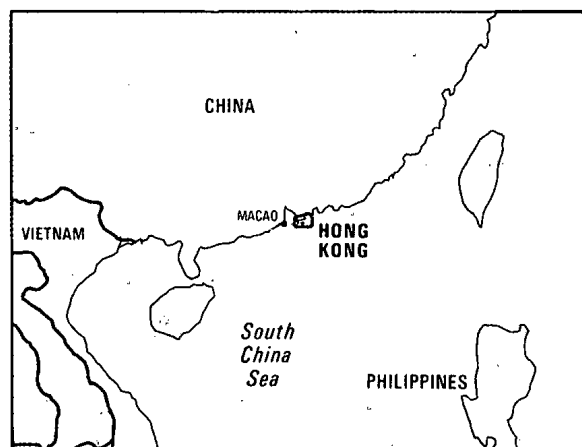 CHINA
MACAO
HONG
KONG
VIETNAM
South
China
Sea
PHILIPPINES